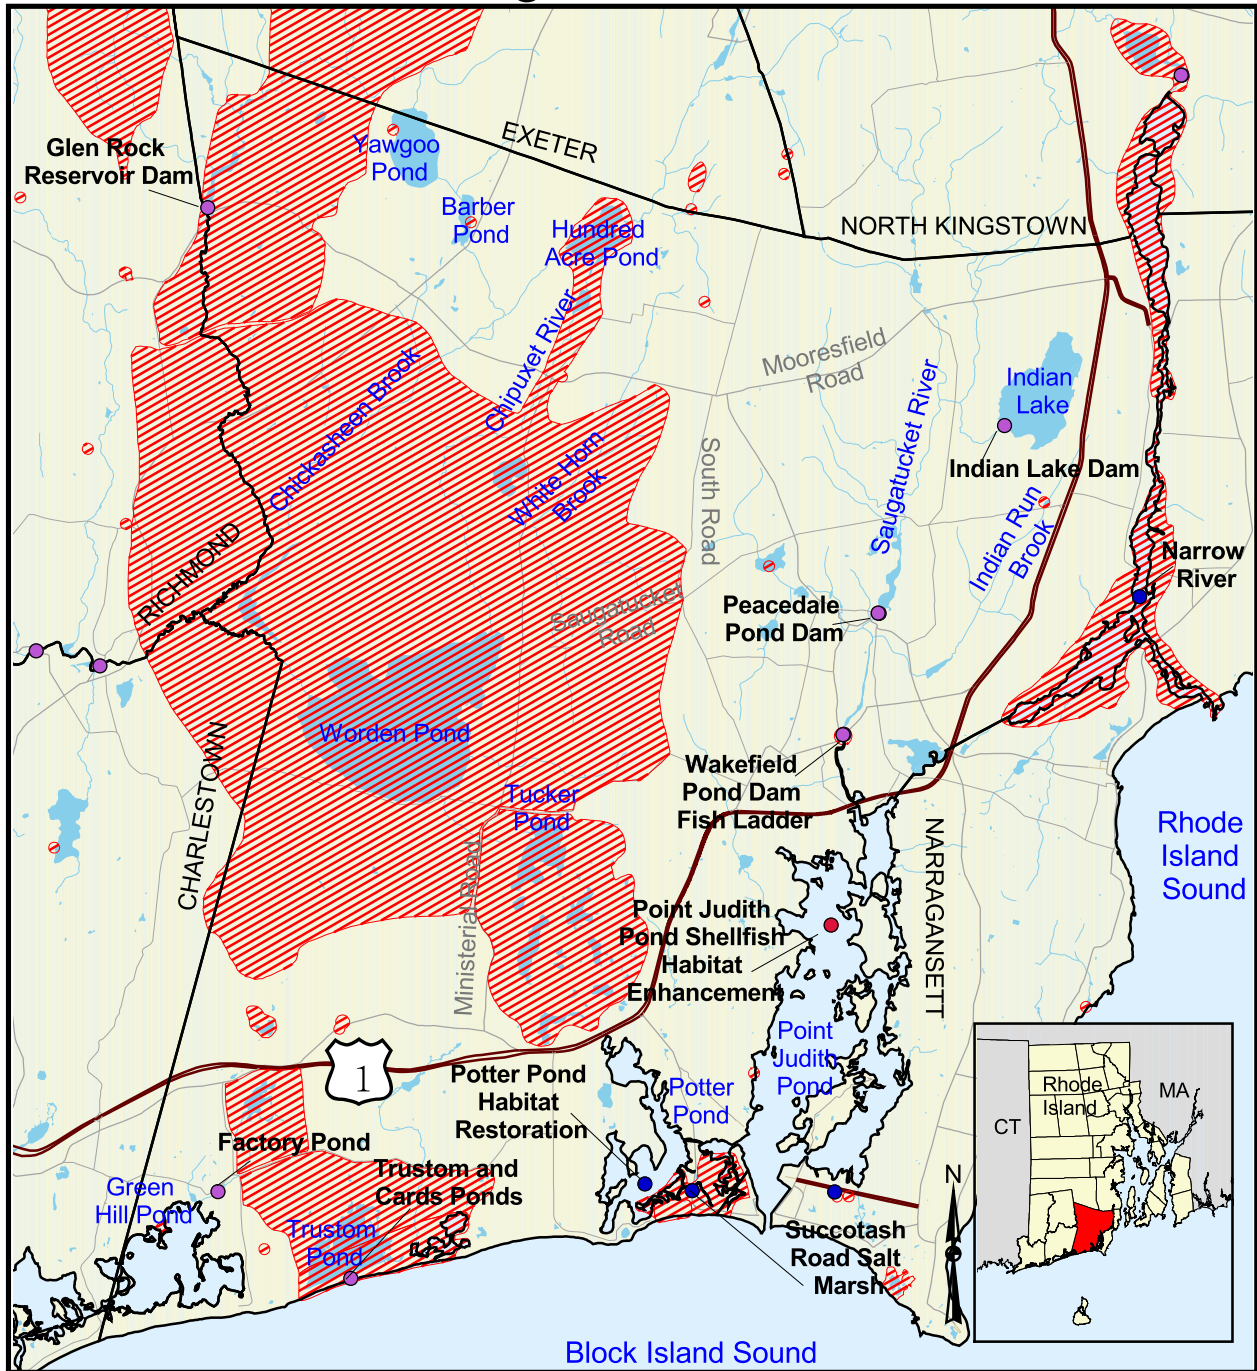 Glen Rock
Reservoir Dam
Yawgoo
Pond
EXETER
Barber
Pond
Hundred
Acre Pond
NORTH KINGSTOWN
Chickasheen Brook
Chipuxet River
Mooresfield
Road
Saugatucket River
Indian
Lake
Indian Lake Dam
White Horn
Brook
South Road
Indian Run
Brook
RICHMOND
Narrow
River
Saugatucket
Road
Peacedale
Pond Dam
Worden Pond
CHARLESTOWN
Wakefield
Pond Dam
Fish Ladder
Tucker
Pond
Rhode
Island
Sound
Ministerial Road
NARRAGANSETT
Point Judith
Pond Shellfish
Habitat
Enhancement
Point
Judith
Pond
1
Potter Pond
Habitat
Restoration
Potter
Pond
Factory Pond
Trustom and
Cards Ponds
Green
Hill Pond
Trustom
Pond
Succotash
Road Salt
Marsh
N
Rhode
Island
MA
CT
Block Island Sound